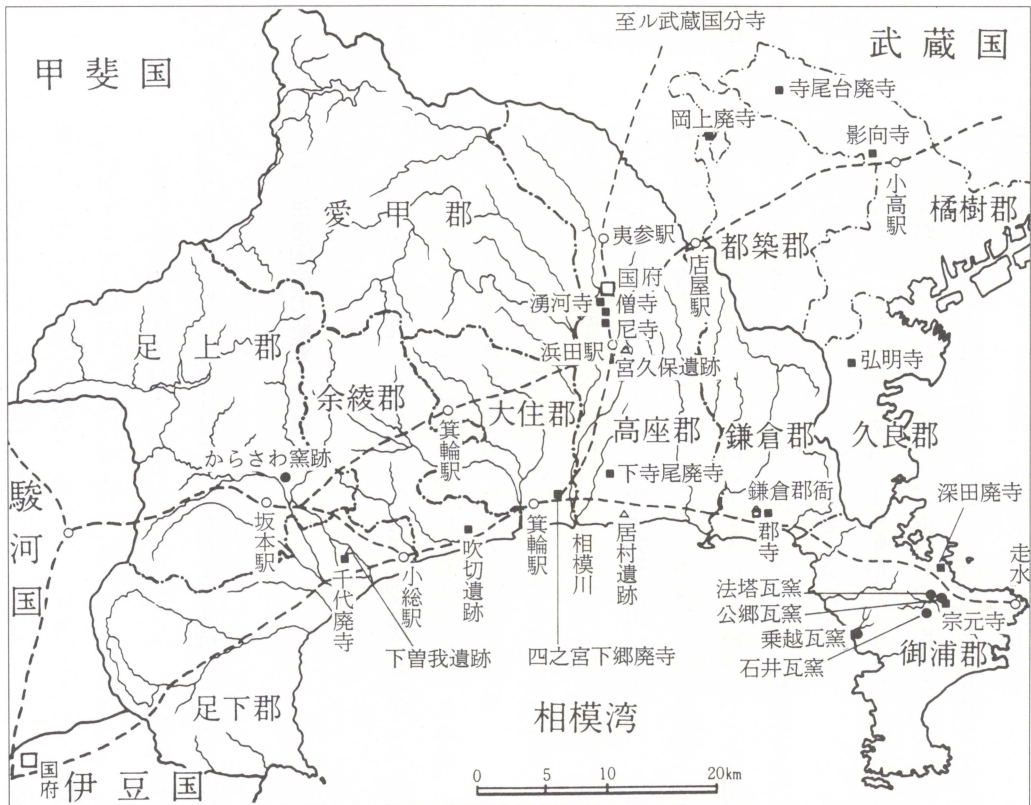 至ル武蔵国分寺
甲斐国
武蔵国
寺尾台廃寺
岡上廃寺
影向寺
小高駅
橘樹郡
愛甲郡
夷参駅
都築郡
店屋駅
国府
湧河寺
僧寺
尼寺
足上郡
浜田駅
宮久保遺跡
弘明寺
余綾郡
大住郡
高座郡
鎌倉郡
久良郡
箕輪駅
からさわ窯跡
下寺尾廃寺
鎌倉郡衙
深田廃寺
駿河国
坂本駅
千代廃寺
小総駅
吹切遺跡
箕輪駅
相模川
居村遺跡
郡寺
走水
法塔瓦窯
公郷瓦窯
宗元寺
乗越瓦窯
石井瓦窯
御浦郡
下曽我遺跡
四之宮下郷廃寺
足下郡
相模湾
国府
伊豆国
0 5 10 20km